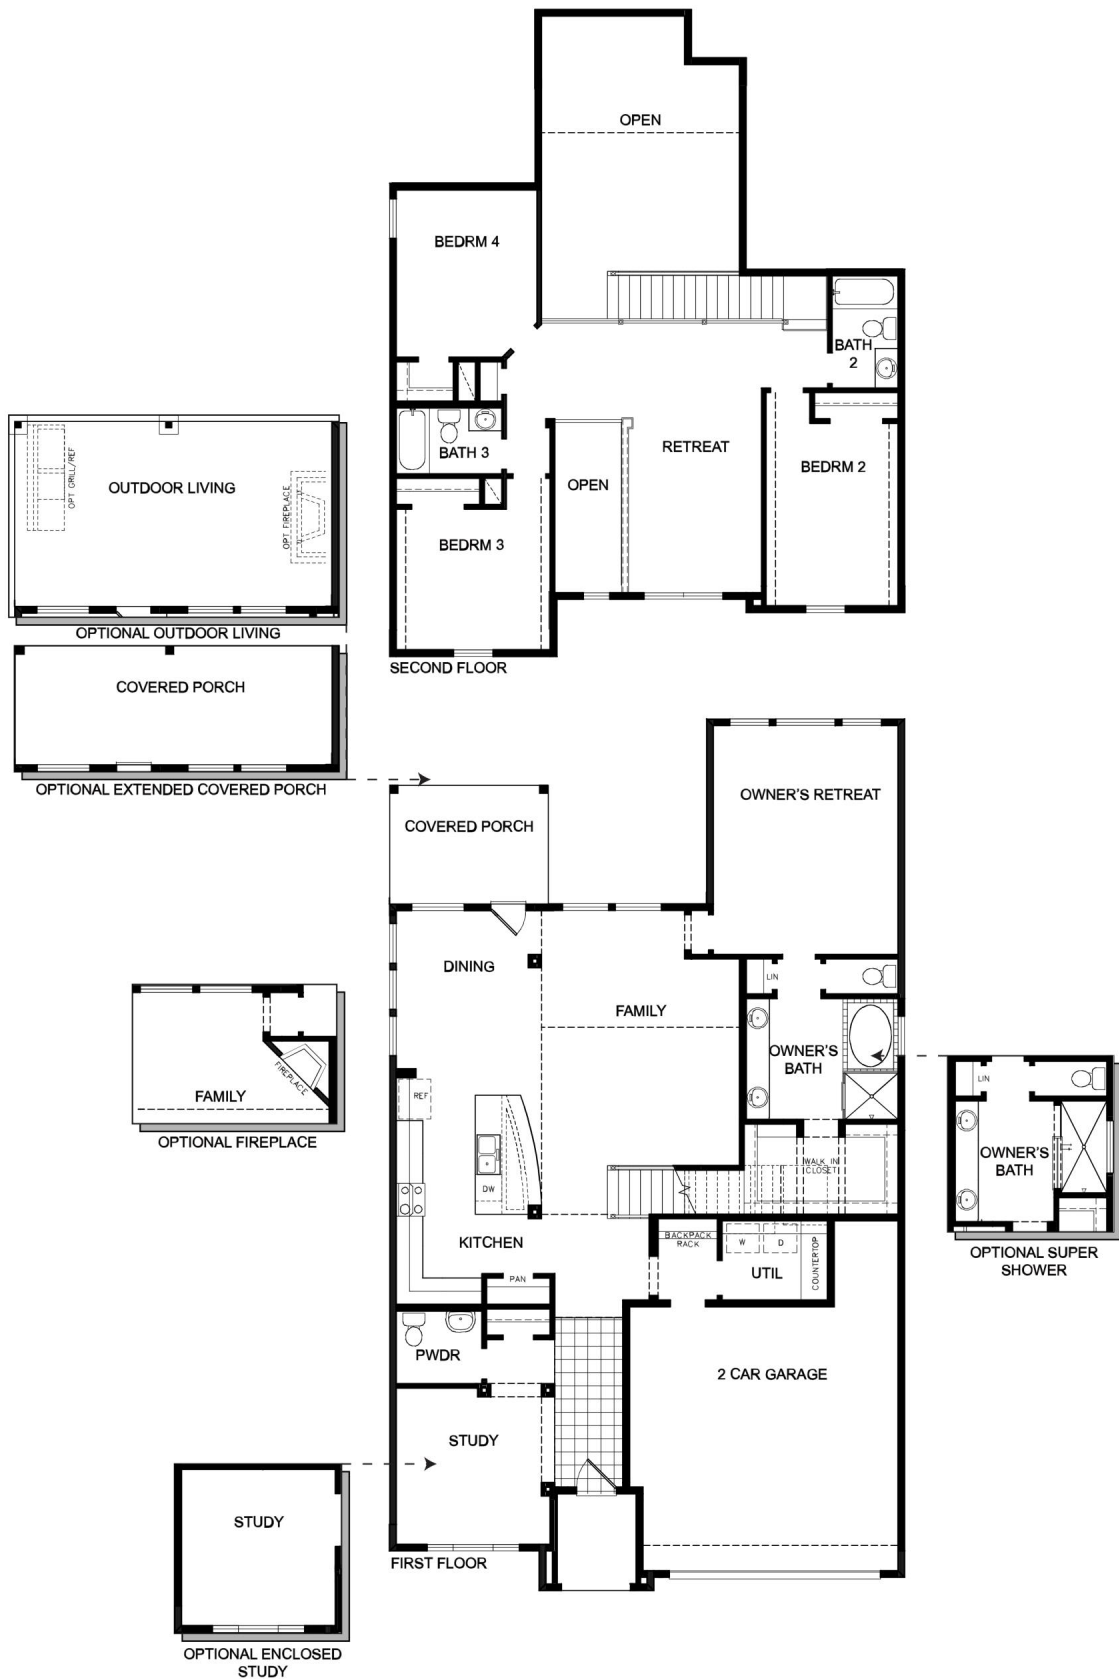 OPEN
BEDRM 4
BATH
2
BATH 3
RETREAT
BEDRM 2
OPEN
BEDRM 3
SECOND FLOOR
OPT GRILL/REF
OUTDOOR LIVING
OPT FIREPLACE
OPTIONAL OUTDOOR LIVING
COVERED PORCH
OPTIONAL EXTENDED COVERED PORCH
COVERED PORCH
OWNER'S RETREAT
DINING
FAMILY
LIN
OWNER'S
BATH
REF
DW
WALK IN
CLOSET
KITCHEN
PAN
BACKPACK
RACK
W
D
UTIL
COUNTERTOP
PWDR
2 CAR GARAGE
STUDY
FIRST FLOOR
FIREPLACE
FAMILY
OPTIONAL FIREPLACE
LIN
OWNER'S
BATH
OPTIONAL SUPER
SHOWER
STUDY
OPTIONAL ENCLOSED
STUDY